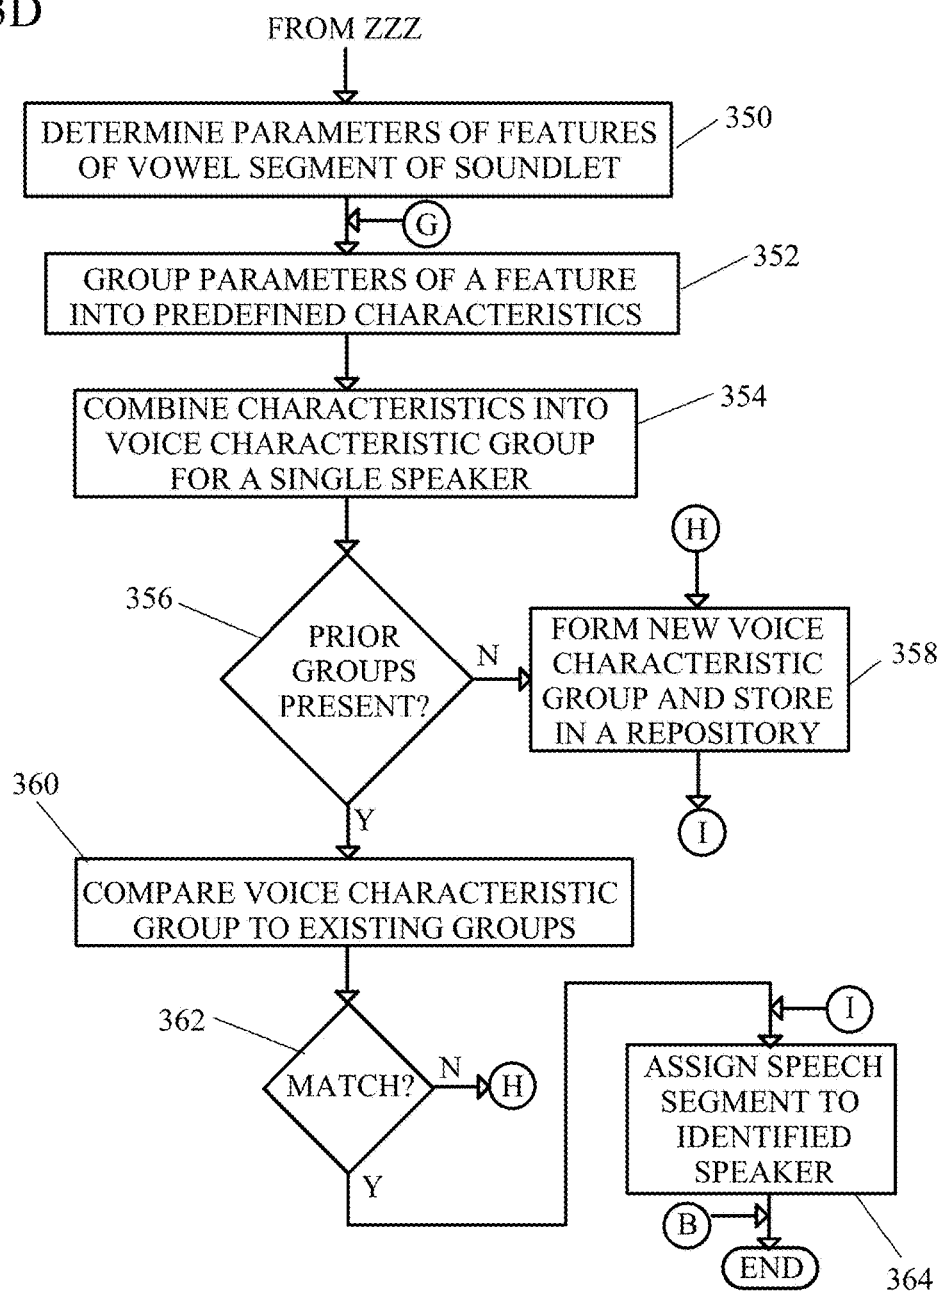 3D
FROM ZZZ
DETERMINE PARAMETERS OF FEATURES
OF VOWEL SEGMENT OF SOUNDLET
350
G
GROUP PARAMETERS OF A FEATURE
INTO PREDEFINED CHARACTERISTICS
352
COMBINE CHARACTERISTICS INTO
VOICE CHARACTERISTIC GROUP
FOR A SINGLE SPEAKER
354
H
356
PRIOR
GROUPS
PRESENT?
N
FORM NEW VOICE
CHARACTERISTIC
GROUP AND STORE
IN A REPOSITORY
358
I
360
Y
COMPARE VOICE CHARACTERISTIC
GROUP TO EXISTING GROUPS
362
MATCH?
N
H
Y
I
ASSIGN SPEECH
SEGMENT TO
IDENTIFIED
SPEAKER
B
END
364